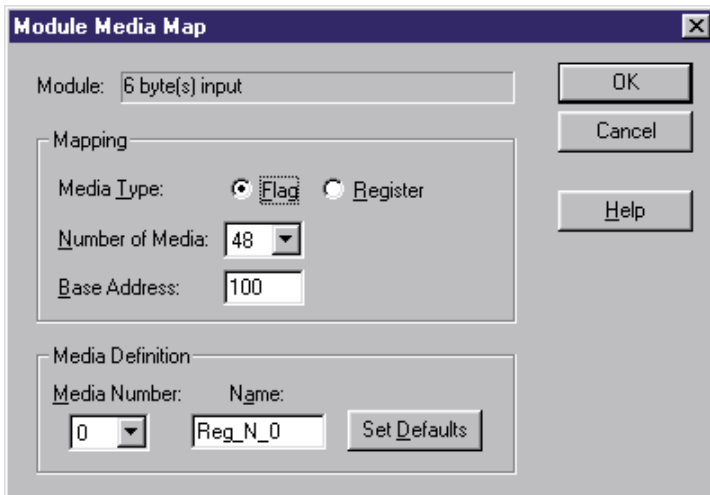 Module Media Map
Module: 6 byte(s) input
OK
Cancel
Help
Mapping
Media Type: Flag Register
Number of Media: 48
Base Address: 100
Media Definition
Media Number: Name:
0 Reg_N_0 Set Defaults